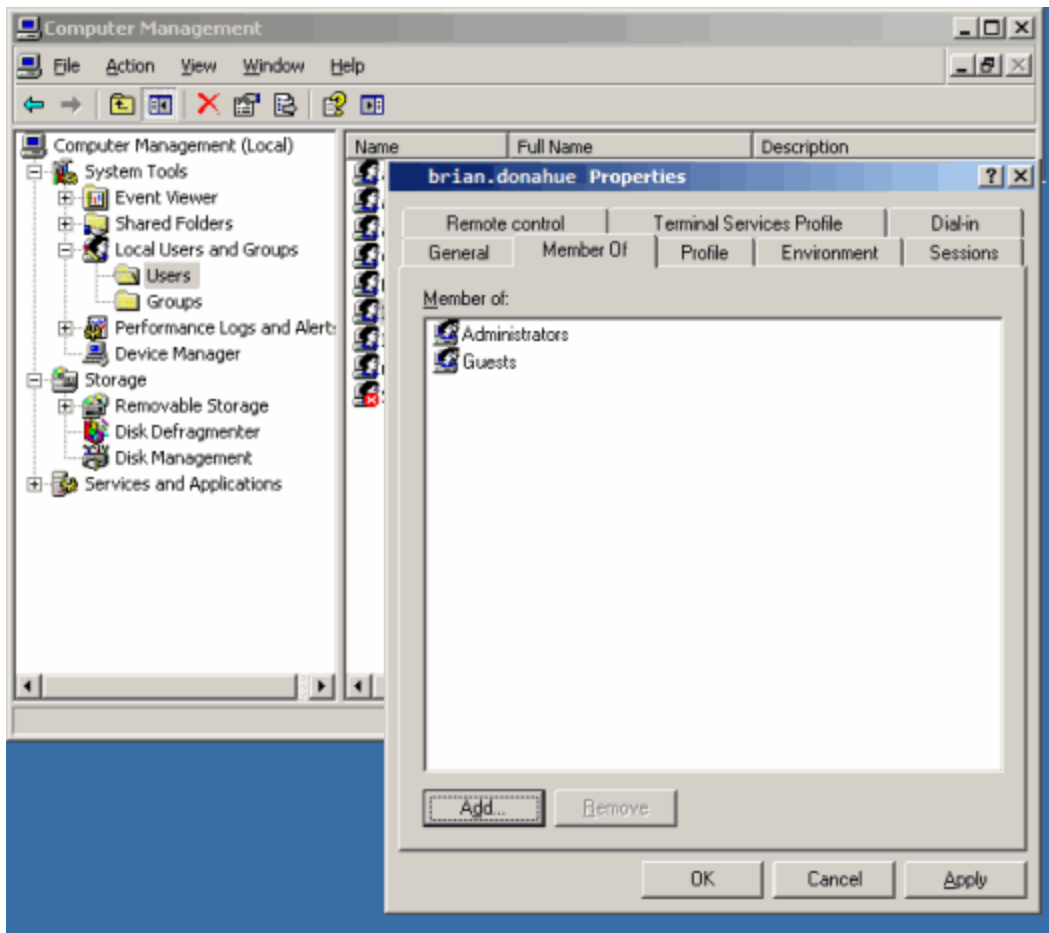 Computer Management
File Action View Window Help
Computer Management (Local)
System Tools
Event Viewer
Shared Folders
Local Users and Groups
Users
Groups
Performance Logs and Alert
Device Manager
Storage
Removable Storage
Disk Defragmenter
Disk Management
Services and Applications
Name Full Name Description
brian.donahue Properties
Remote control Terminal Services Profile Dial-in
General Member Of Profile Environment Sessions
Member of:
Administrators
Guests
Add... Remove
OK Cancel Apply